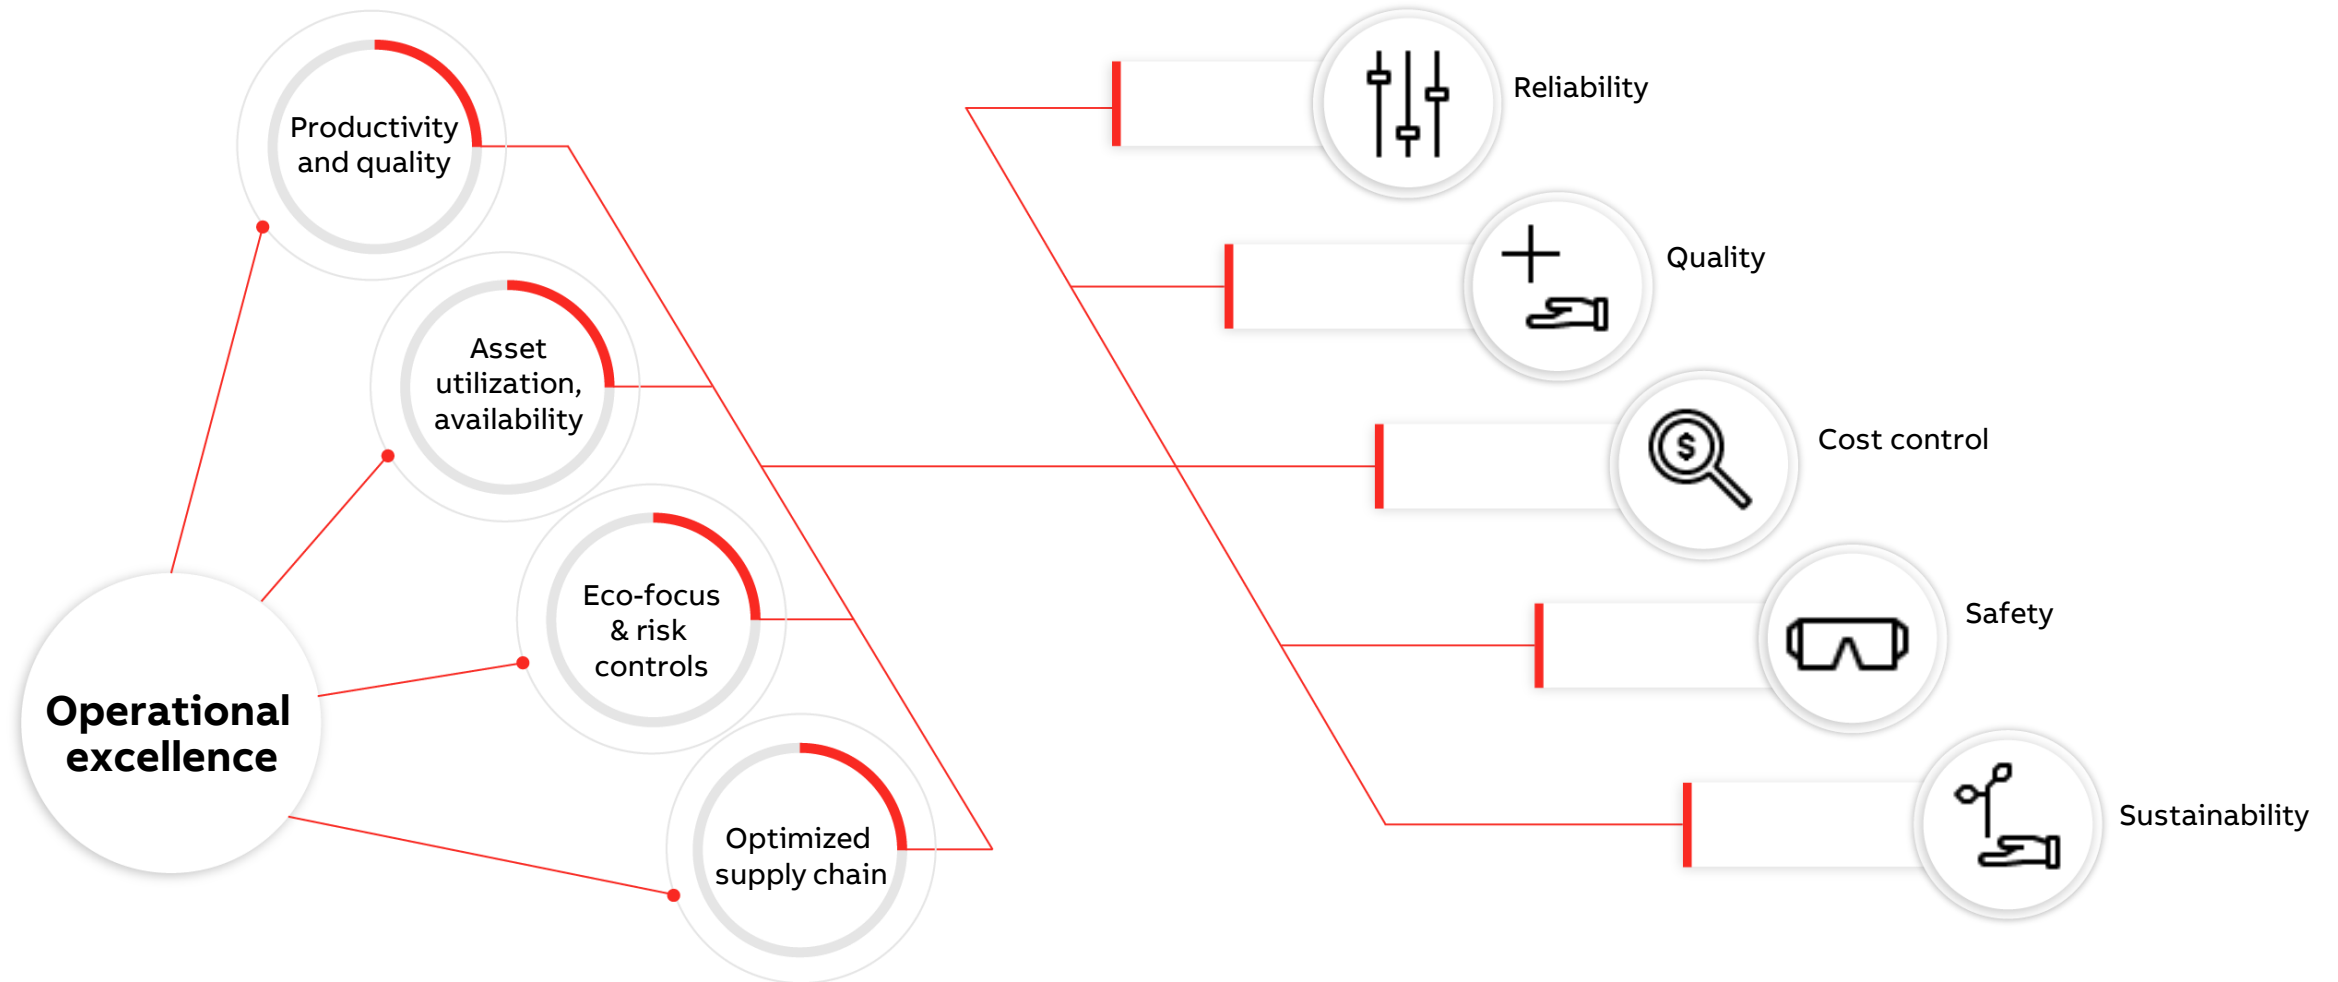 Productivity
and quality
Asset
utilization,
availability
Eco-focus
& risk
controls
Optimized
supply chain
Operational
excellence
Reliability
Quality
$
Cost control
Safety
Sustainability